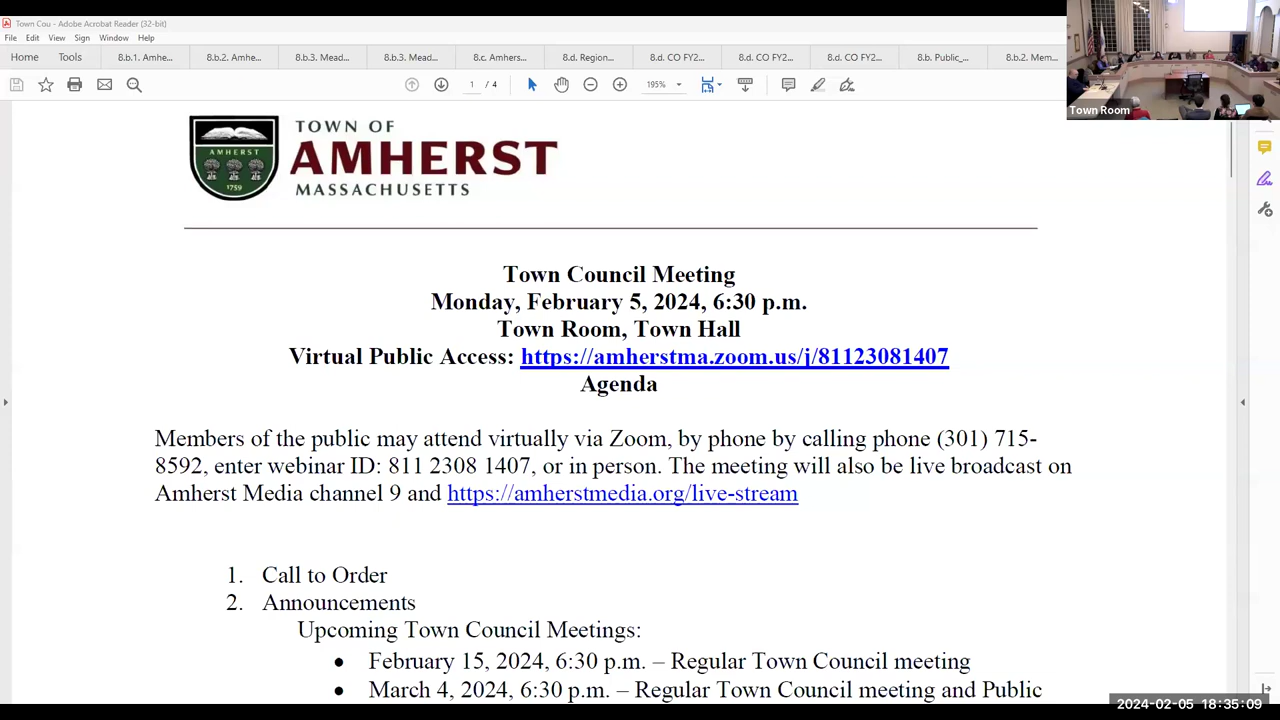 Town Cou - Adobe Acrobat Reader (32-bit)
File Edit View Sign Window Help
Home Tools 8.b.1. Amhe... 8.b.2. Amhe... 8.b.3. Mead... 8.b.3. Mead... 8.c. Amhers... 8.d. Region... 8.d. CO FY2... 8.d. CO FY2... 8.d. CO FY2... 8.b. Public_... 8.b.2. Mem...
1 / 195%
Town Room
AMHERST
1759
TOWN OF
AMHERST
MASSACHUSETTS
Town Council Meeting
Monday, February 5, 2024, 6:30 p.m.
Town Room, Town Hall
Virtual Public Access: https://amherstma.zoom.us/j/81123081407
Agenda
Members of the public may attend virtually via Zoom, by phone by calling phone (301) 715-
8592, enter webinar ID: 811 2308 1407, or in person. The meeting will also be live broadcast on
Amherst Media channel 9 and https://amherstmedia.org/live-stream
1. Call to Order
2. Announcements
Upcoming Town Council Meetings:
• February 15, 2024, 6:30 p.m. – Regular Town Council meeting
• March 4, 2024, 6:30 p.m. – Regular Town Council meeting and Public
2024-02-05 18:35:09